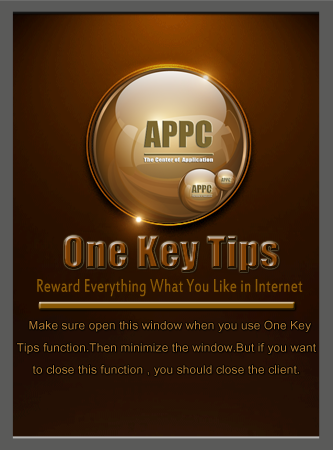 APPC
The Center of Application
APPC
APPC
One Key Tips
Reward Everything What You Like in Internet
Make sure open this window when you use One Key
Tips function.Then minimize the window.But if you want
to close this function , you should close the client.